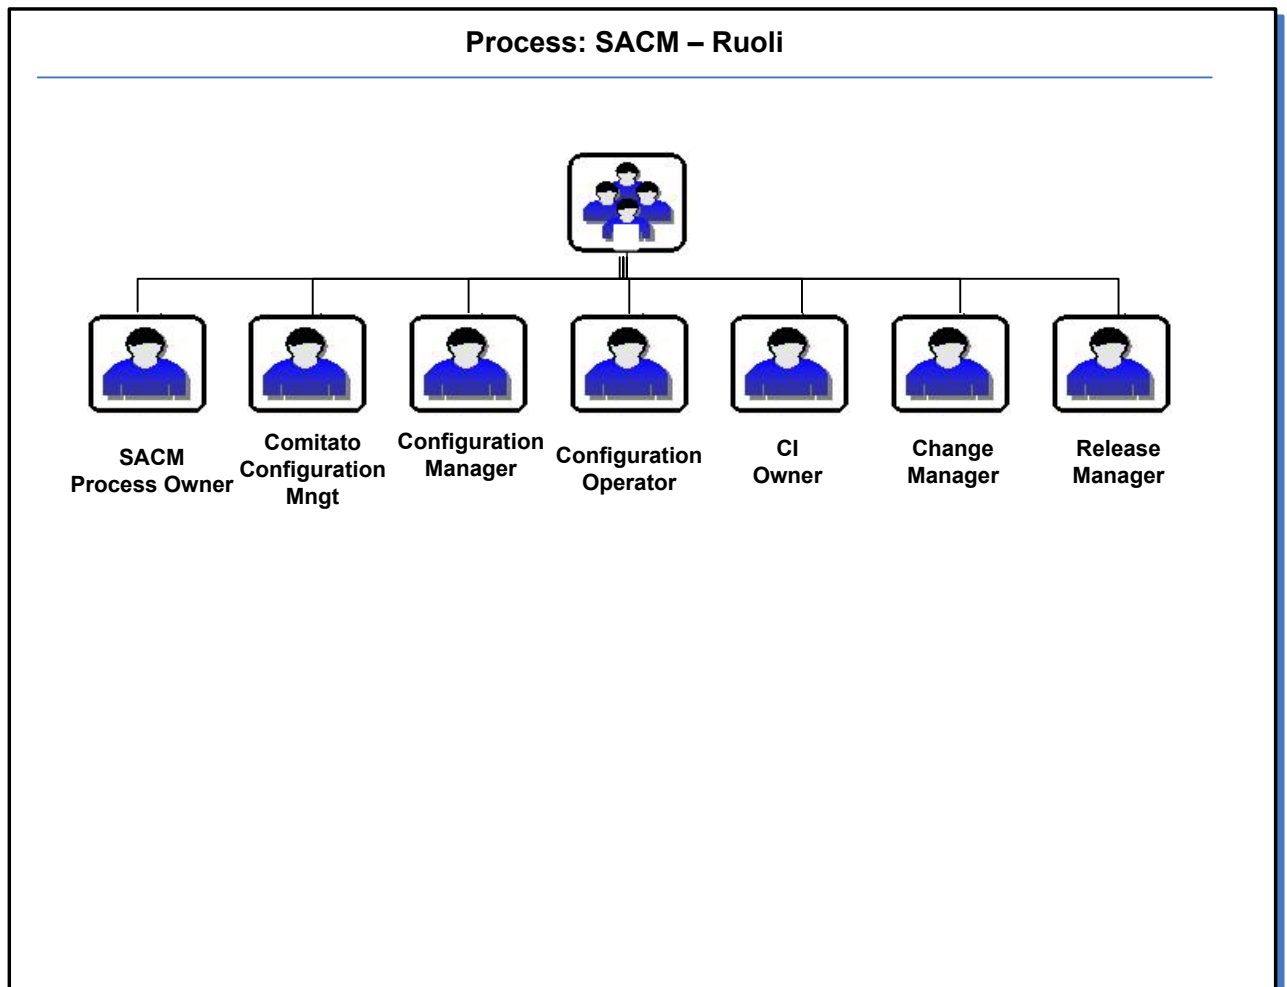 Process: SACM – Ruoli
SACM
Process Owner
Comitato
Configuration
Mngt
Configuration
Manager
Configuration
Operator
CI
Owner
Change
Manager
Release
Manager